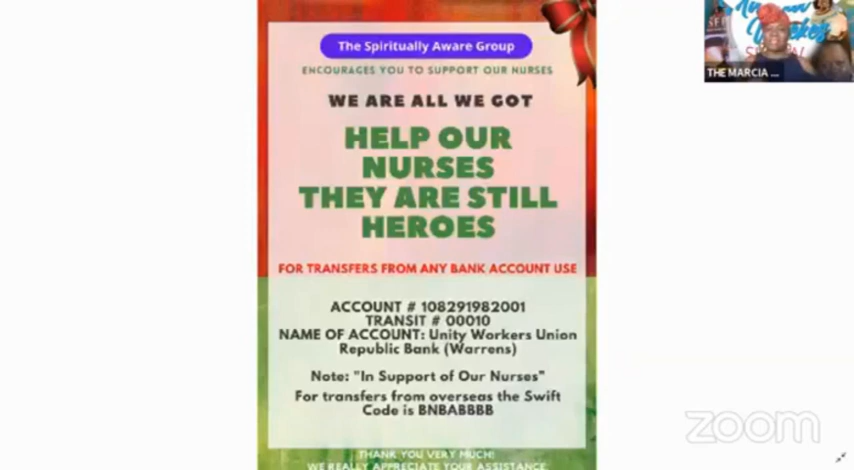 The Spiritually Aware Group
ENCOURAGES YOU TO SUPPORT OUR NURSES
WE ARE ALL WE GOT
HELP OUR
NURSES
THEY ARE STILL
HEROES
FOR TRANSFERS FROM ANY BANK ACCOUNT USE
ACCOUNT # 108291982001
TRANSIT # 00010
NAME OF ACCOUNT: Unity Workers Union
Republic Bank (Warrens)
Note: "In Support of Our Nurses"
For transfers from overseas the Swift
Code is BNBABBBB
THANK YOU VERY MUCH!
WE REALLY APPRECIATE YOUR ASSISTANCE
THE MARCIA ...
zoom